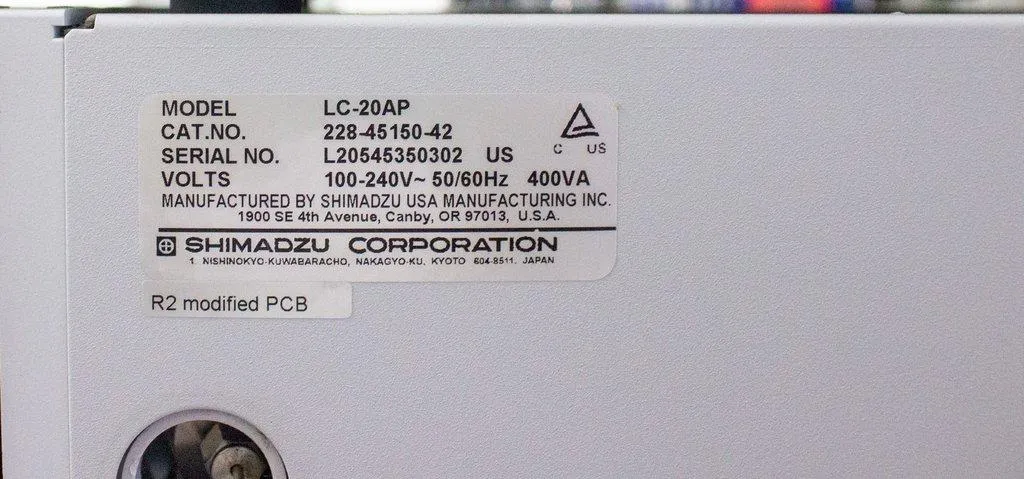 MODEL LC-20AP
CAT.NO. 228-45150-42
SERIAL NO. L20545350302 US
VOLTS 100-240V~ 50/60Hz 400VA
C US
MANUFACTURED BY SHIMADZU USA MANUFACTURING INC.
1900 SE 4th Avenue, Canby, OR 97013, U.S.A.
SHIMADZU CORPORATION
1 NISHINOKYO-KUWABARACHO, NAKAGYO-KU, KYOTO 604-8511, JAPAN
R2 modified PCB